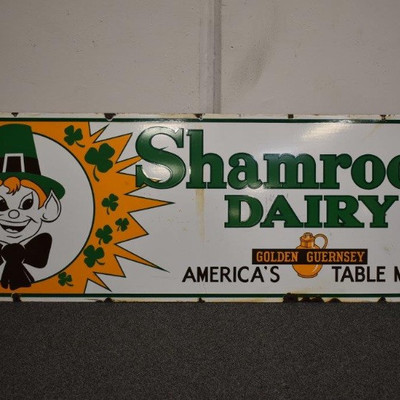 Shamroc
DAIRY
GOLDEN GUERNSEY
AMERICA'S TABLE M